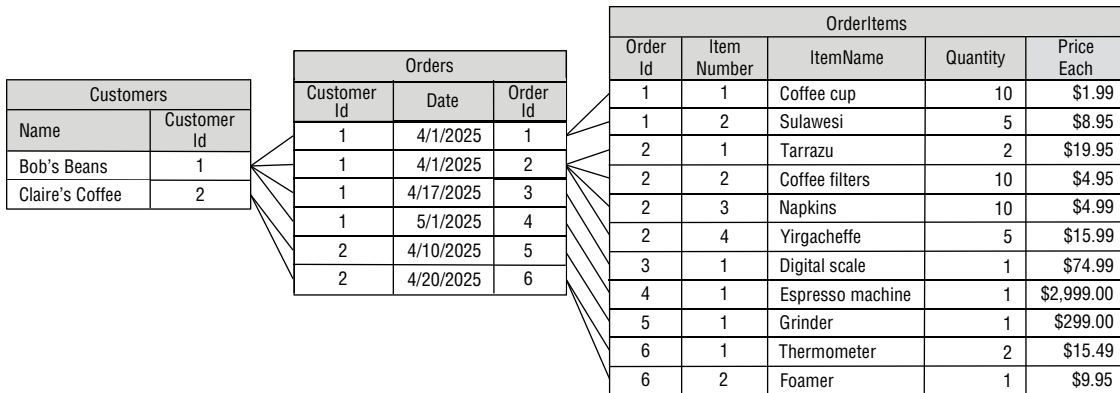 Customers
Name Customer Id
Bob's Beans 1
Claire's Coffee 2
Orders
Customer Id Date Order Id
1 4/1/2025 1
1 4/1/2025 2
1 4/17/2025 3
1 5/1/2025 4
2 4/10/2025 5
2 4/20/2025 6
OrderItems
Order Id Item Number ItemName Quantity Price Each
1 1 Coffee cup 10 $1.99
1 2 Sulawesi 5 $8.95
2 1 Tarrazu 2 $19.95
2 2 Coffee filters 10 $4.95
2 3 Napkins 10 $4.99
2 4 Yirgacheffe 5 $15.99
3 1 Digital scale 1 $74.99
4 1 Espresso machine 1 $2,999.00
5 1 Grinder 1 $299.00
6 1 Thermometer 2 $15.49
6 2 Foamer 1 $9.95